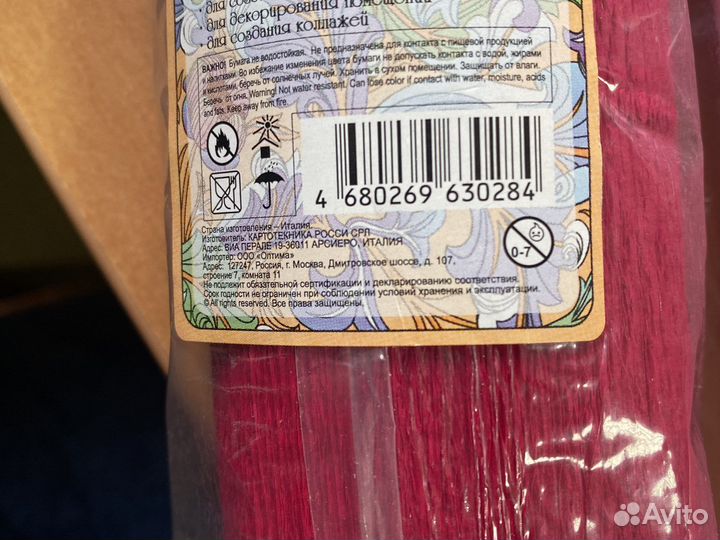 · для созд
· для декорирования помещений
· для создания коллажей
ВАЖНО! Бумага не водостойкая. Не предназначена для контакта с пищевой продукцией
и напитками. Во избежание изменения цвета бумаги не допускать контакта с водой, жирами
и кислотами, беречь от солнечных лучей. Хранить в сухом помещении. Защищать от влаги.
Беречь от огня. Warning! Not water resistant. Can lose color if contact with water, moisture, acids
and fats. Keep away from fire.
4 680269 630284
0-7
Страна изготовления – Италия.
Изготовитель: КАРТОТЕКНИКА РОССИ СРЛ
Адрес: ВИА ПЕРАЛЕ 19-36011 АРСИЕРО, ИТАЛИЯ
Импортер: ООО «Оптима»
Адрес: 127247, Россия, г. Москва, Дмитровское шоссе, д. 107,
строение 7, комната 11
Не подлежит обязательной сертификации и декларированию соответствия.
Срок годности не ограничен при соблюдении условий хранения и эксплуатации.
© All rights reserved. Все права защищены.
Avito